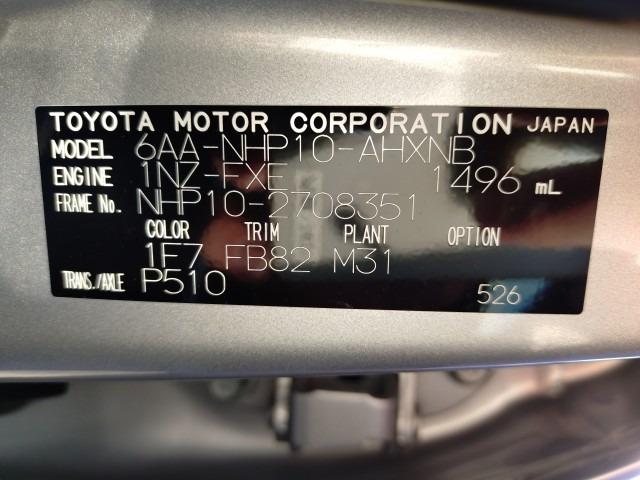 TOYOTA MOTOR CORPORATION JAPAN
MODEL 6AA-NHP10-AHXNB
ENGINE 1NZ-FXE 1496 mL
FRAME No. NHP10-2708351
COLOR TRIM PLANT OPTION
1F7 FB82 M31
TRANS./AXLE P510
526